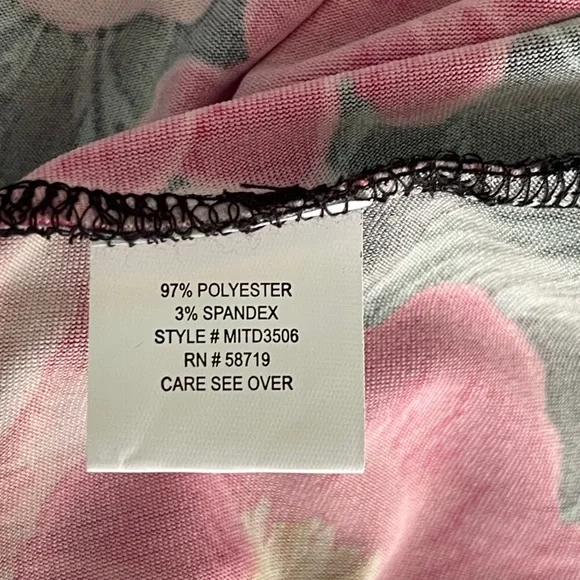 97% POLYESTER
3% SPANDEX
STYLE # MITD3506
RN # 58719
CARE SEE OVER